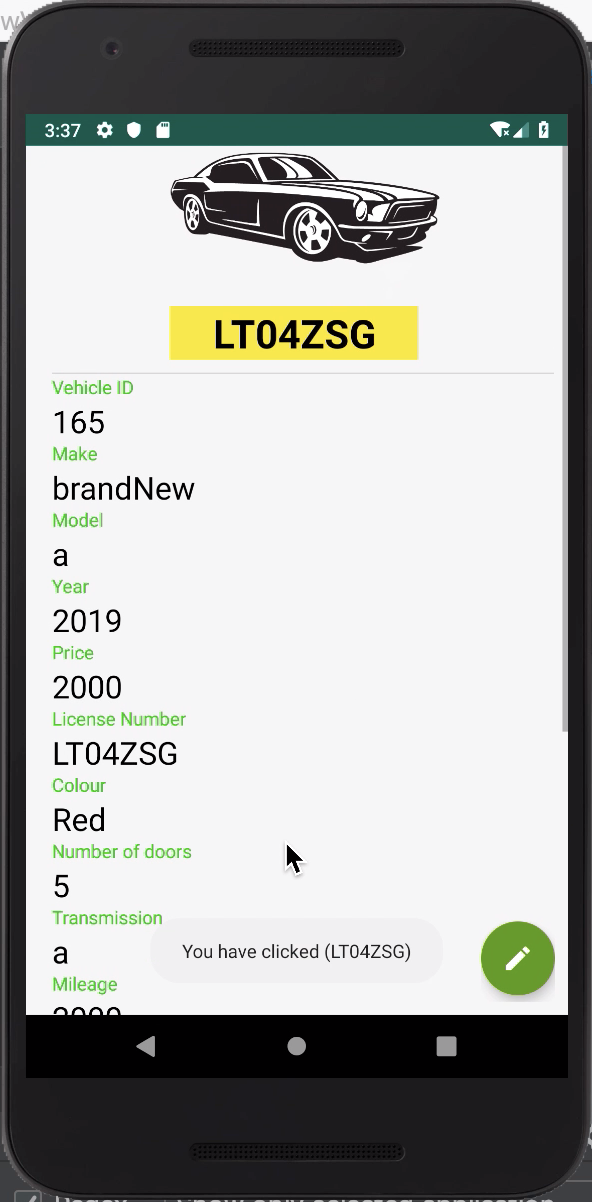 3:37
LT04ZSG
Vehicle ID
165
Make
brandNew
Model
a
Year
2019
Price
2000
License Number
LT04ZSG
Colour
Red
Number of doors
5
Transmission
a
You have clicked (LT04ZSG)
Mileage